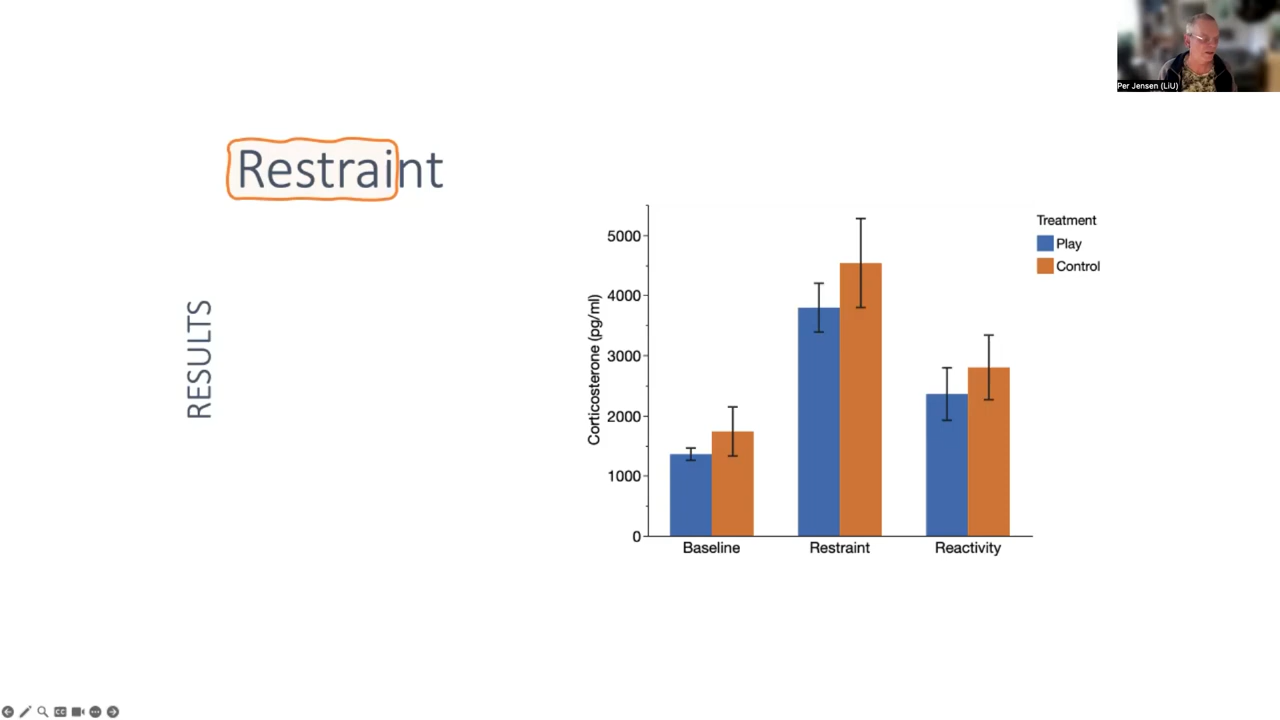 Per Jensen (LiU)
Restraint
RESULTS
Treatment
Play
Control
Corticosterone (pg/ml)
5000
4000
3000
2000
1000
0
Baseline Restraint Reactivity
CC